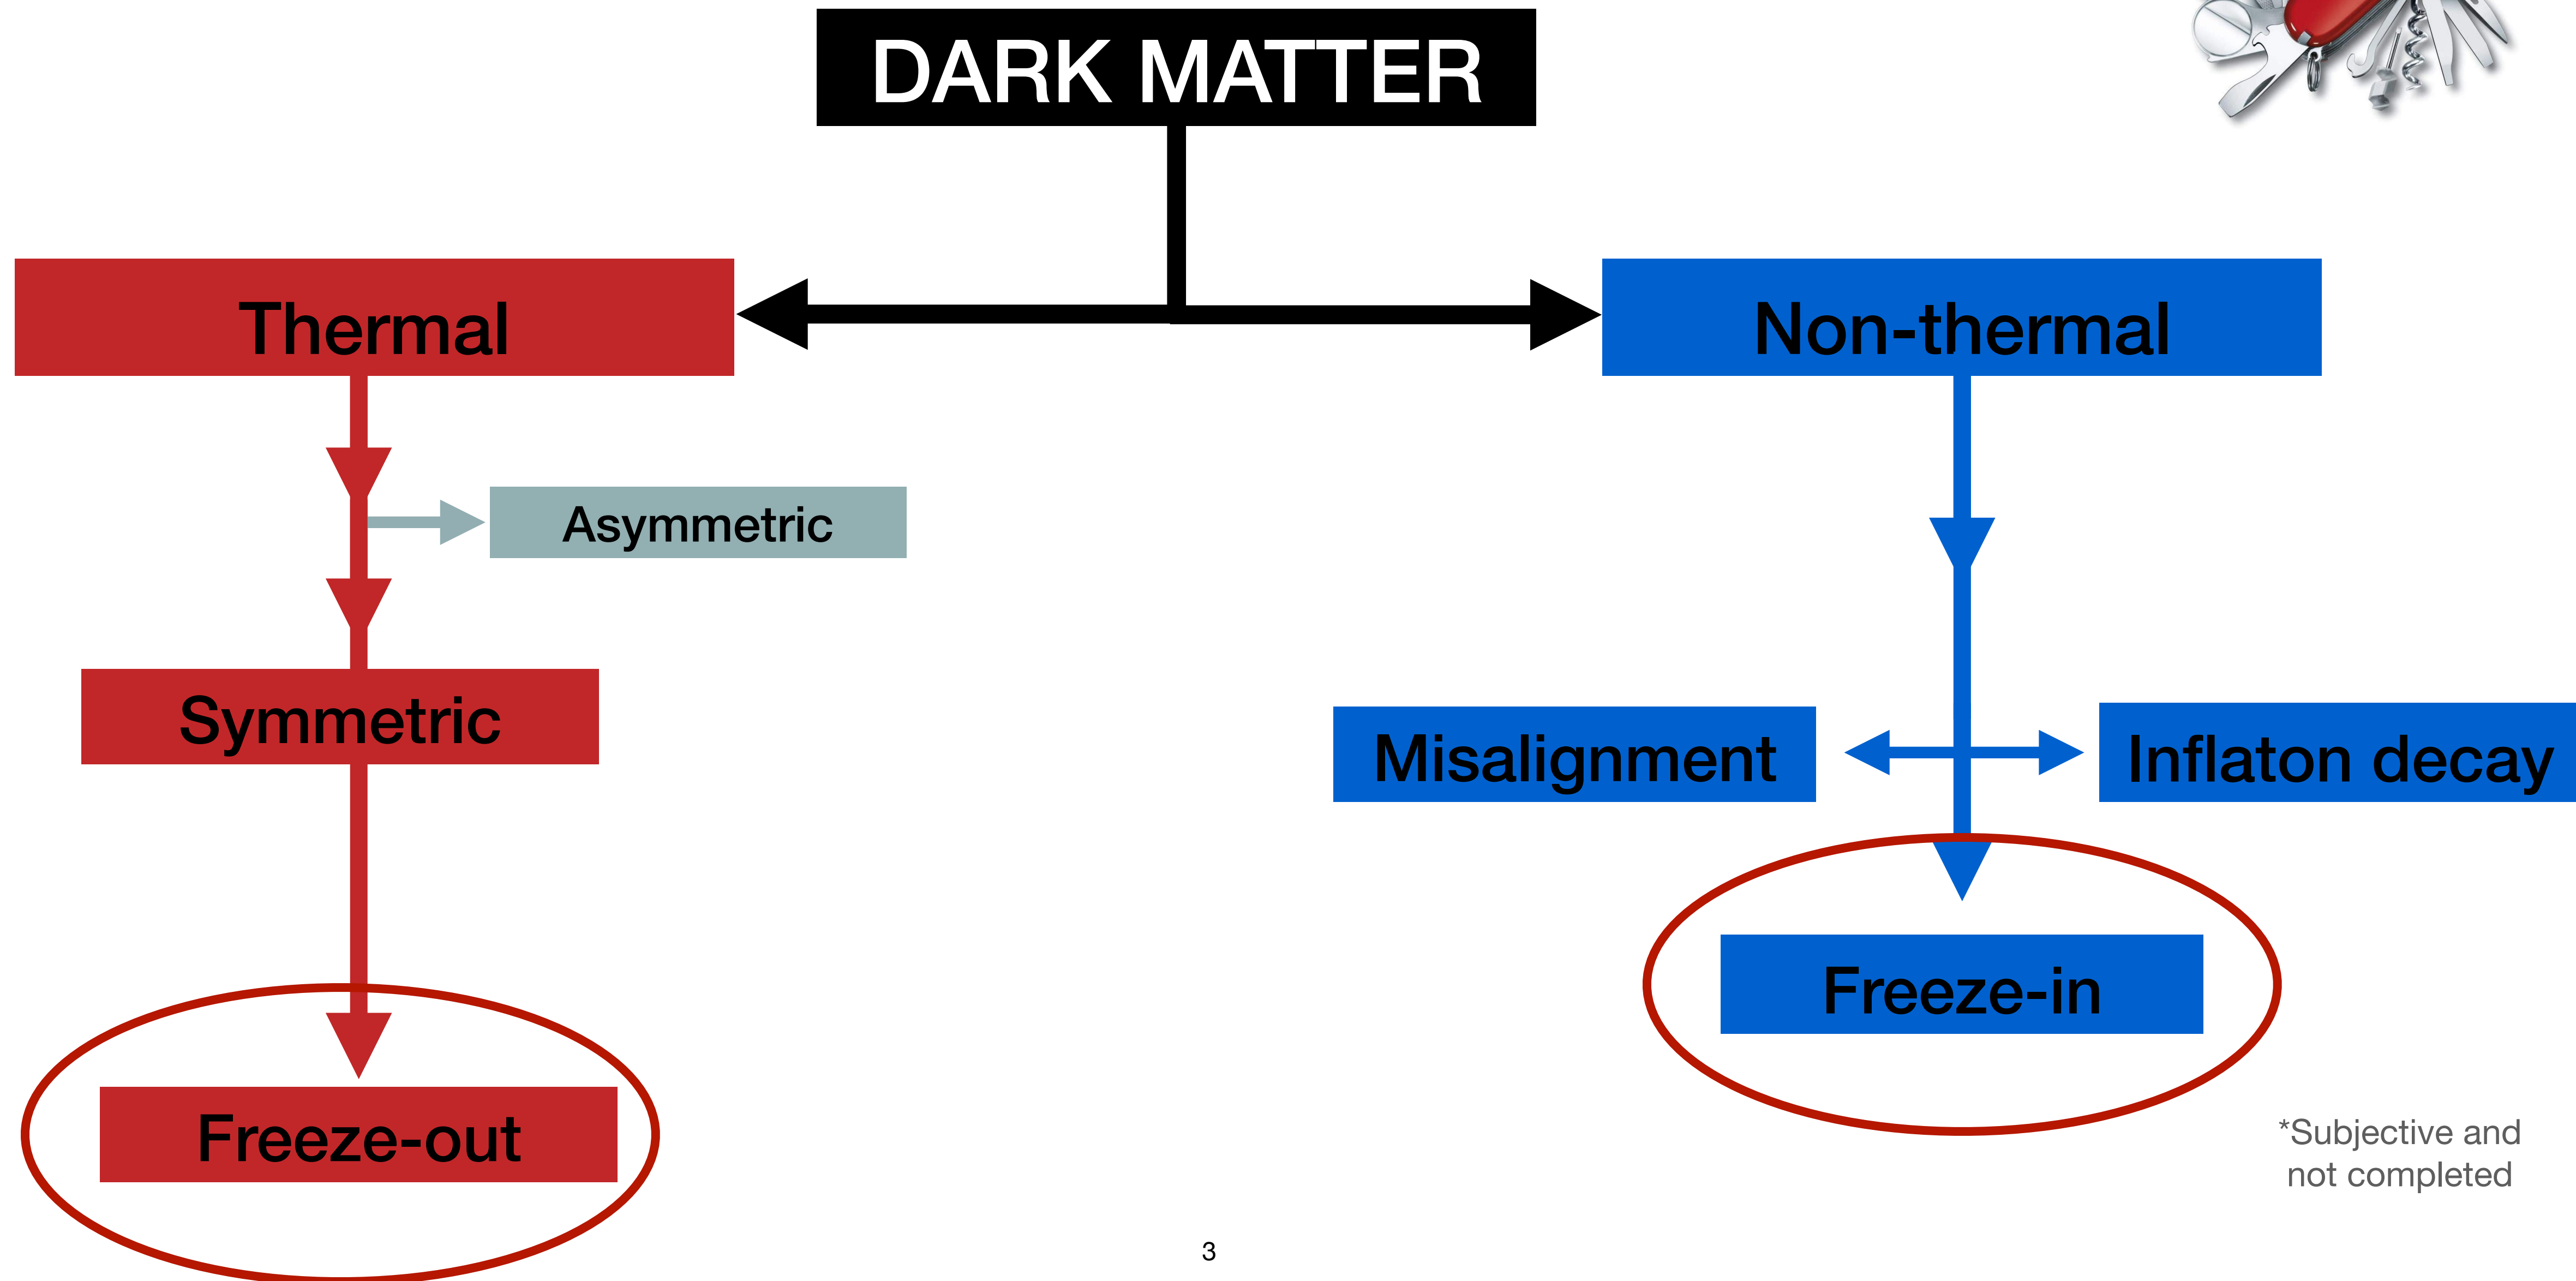 DARK MATTER
Thermal
Non-thermal
Asymmetric
Symmetric
Misalignment
Inflaton decay
Freeze-in
Freeze-out
*Subjective and
not completed
3